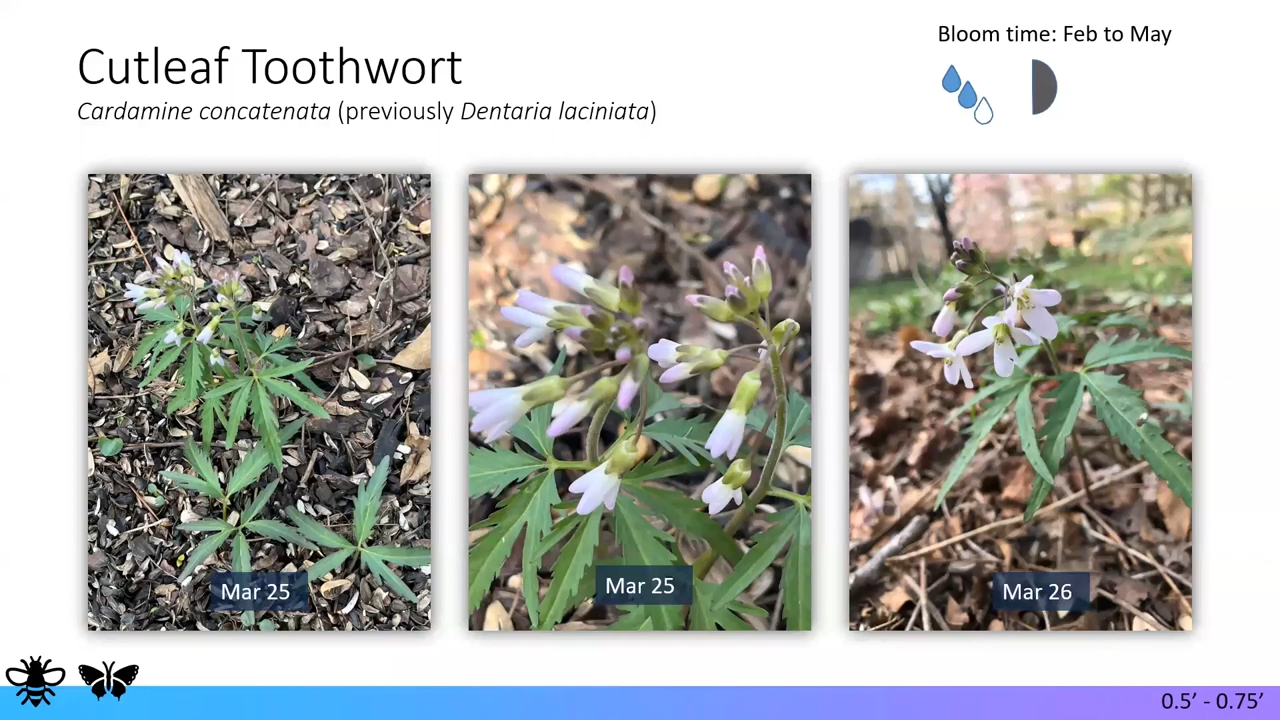 Cutleaf Toothwort
Cardamine concatenata (previously Dentaria laciniata)
Bloom time: Feb to May
Mar 25
Mar 25
Mar 26
0.5’ - 0.75’